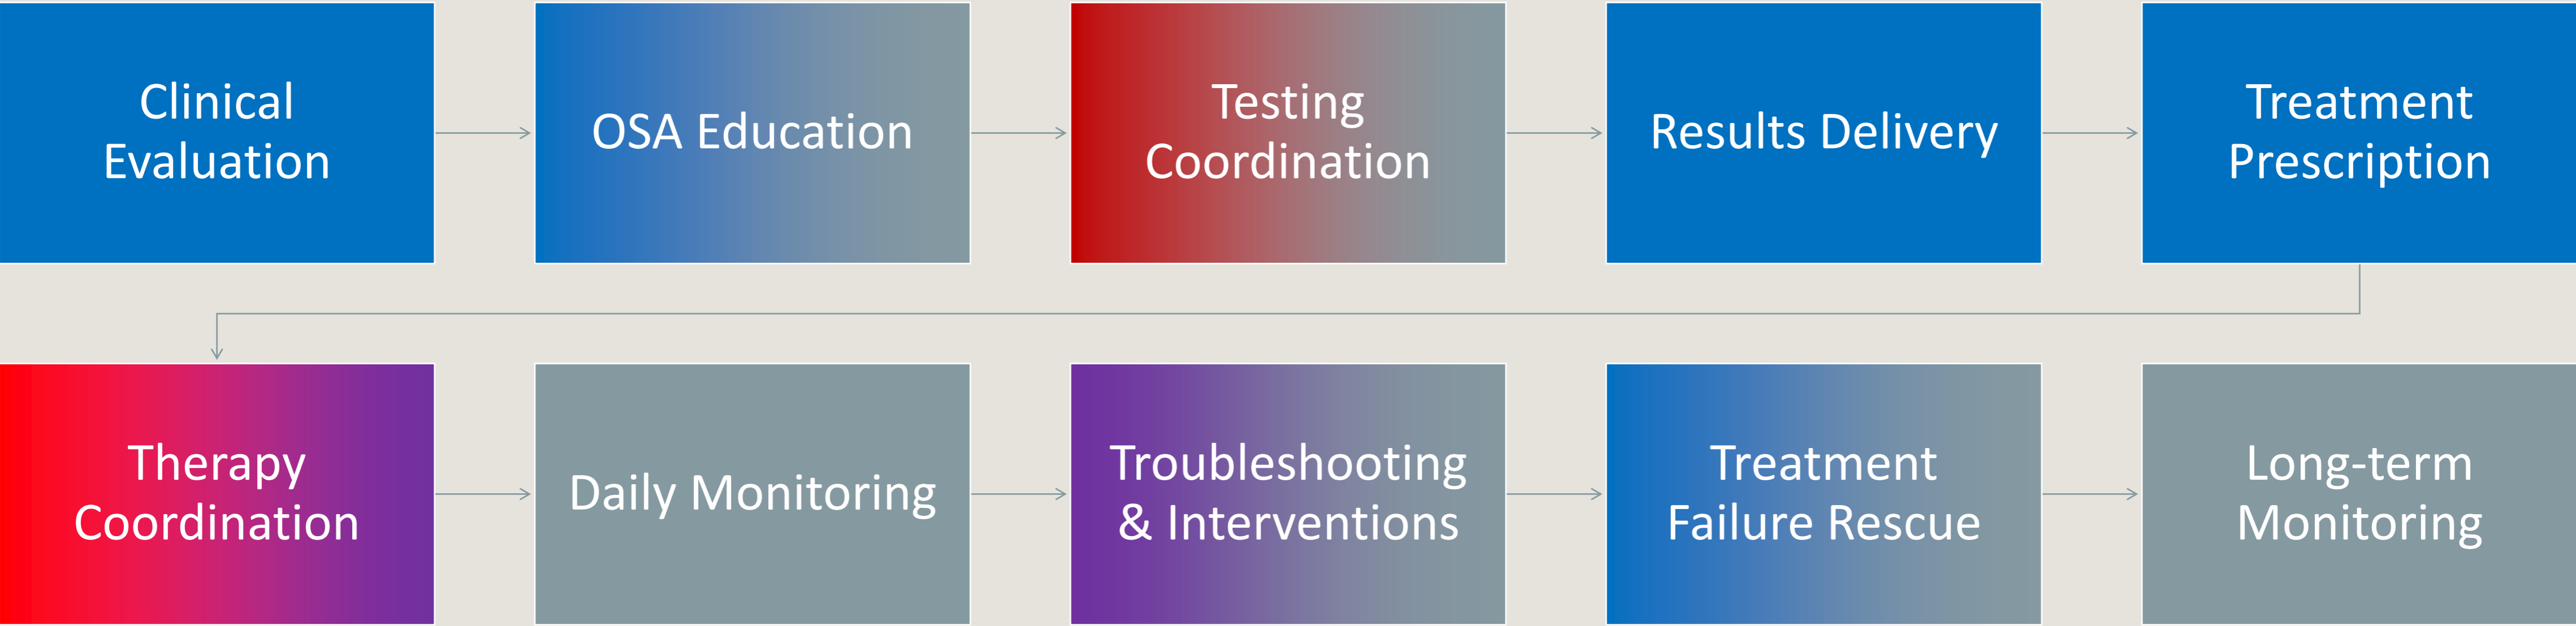 Clinical
Evaluation
OSA Education
Testing
Coordination
Results Delivery
Treatment
Prescription
Therapy
Coordination
Daily Monitoring
Troubleshooting
& Interventions
Treatment
Failure Rescue
Long-term
Monitoring